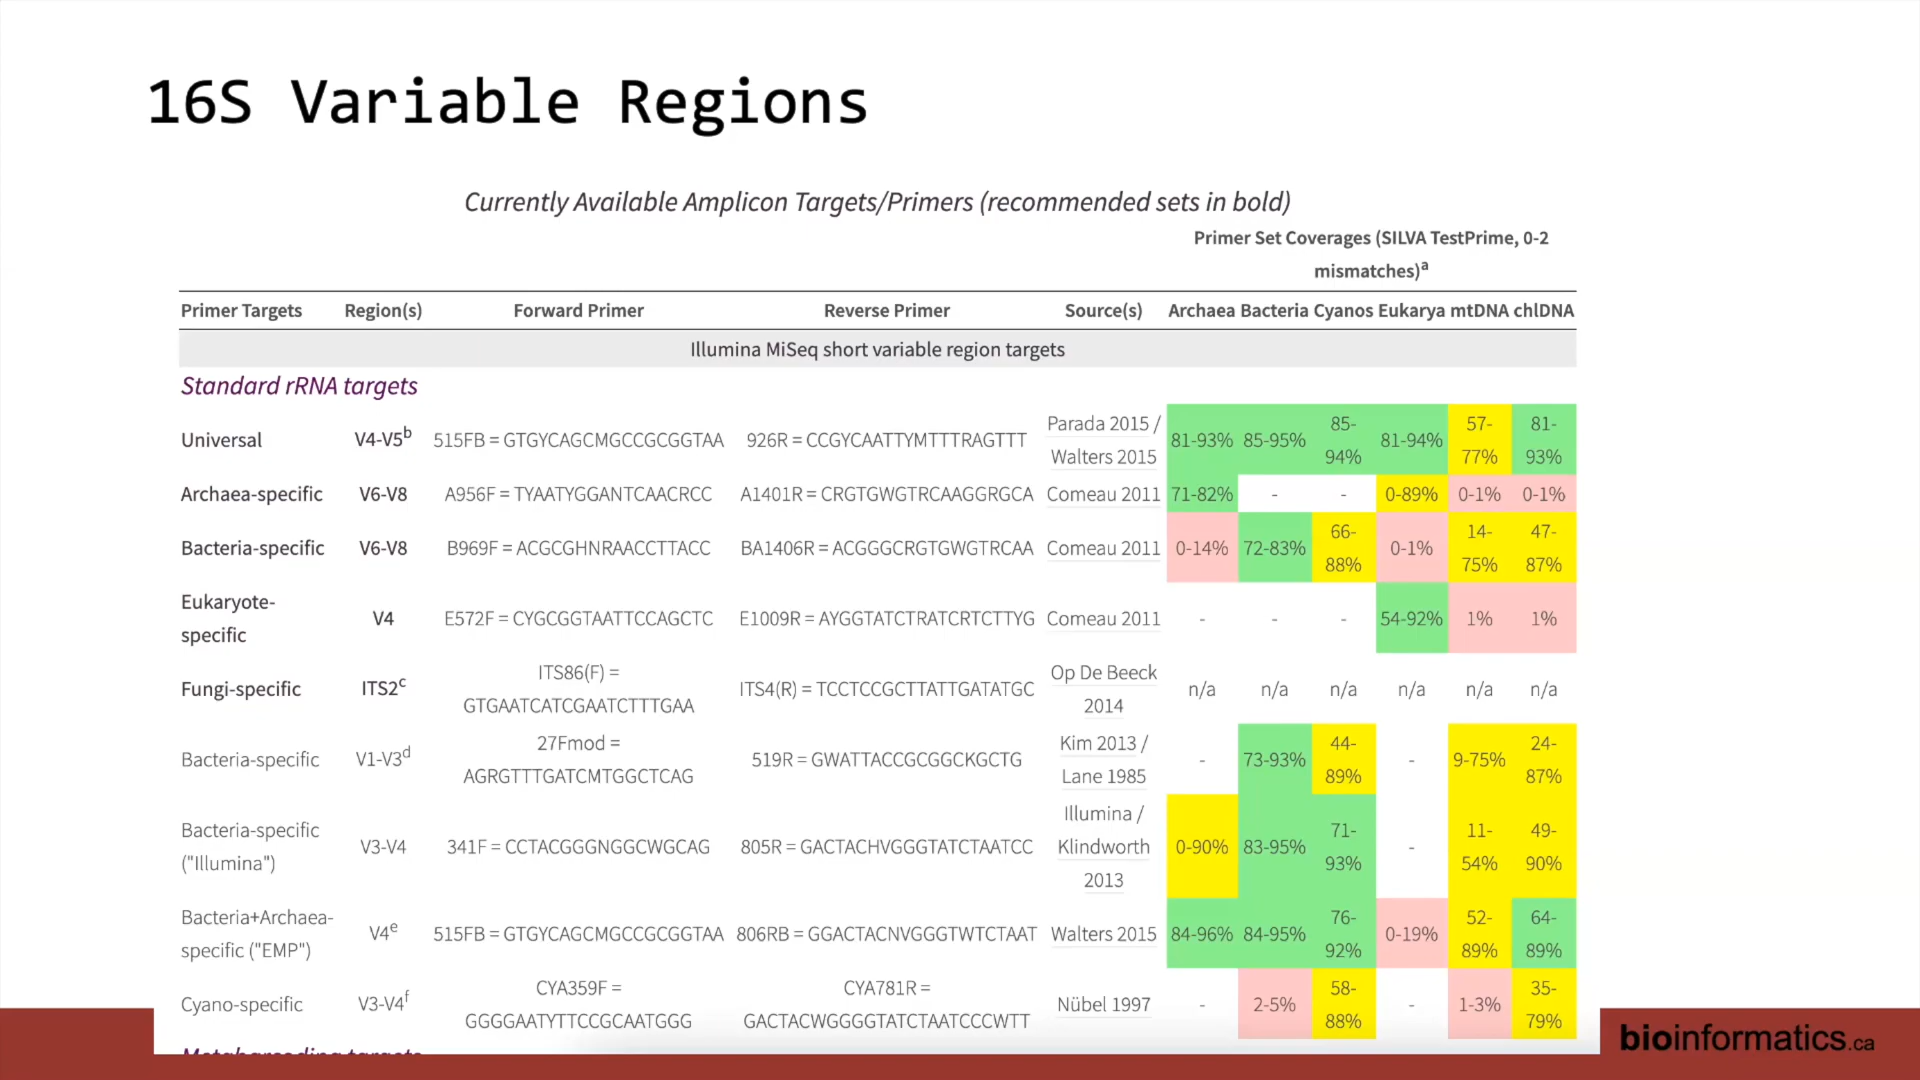 16S Variable Regions
Currently Available Amplicon Targets/Primers (recommended sets in bold)
Primer Set Coverages (SILVA TestPrime, 0-2
mismatches)a
Primer Targets Region(s) Forward Primer Reverse Primer Source(s) Archaea Bacteria Cyanos Eukarya mtDNA chlDNA
Illumina MiSeq short variable region targets
Standard rRNA targets
Universal V4-V5b 515FB = GTGYCAGCMGCCGCGGTAA 926R = CCGYCAATTYMTTTRAGTTT Parada 2015 / Walters 2015 81-93% 85-95% 85-94% 81-94% 57-77% 81-93%
Archaea-specific V6-V8 A956F = TYAATYGGANTCAACRCC A1401R = CRGTGWGTRCAAGGRGCA Comeau 2011 71-82% - - 0-89% 0-1% 0-1%
Bacteria-specific V6-V8 B969F = ACGCGHNRAACCTTACC BA1406R = ACGGGCRGTGWGTRCAA Comeau 2011 0-14% 72-83% 66-88% 0-1% 14-75% 47-87%
Eukaryote-specific V4 E572F = CYGCGGTAATTCCAGCTC E1009R = AYGGTATCTRATCRTCTTYG Comeau 2011 - - - 54-92% 1% 1%
Fungi-specific ITS2c ITS86(F) = GTGAATCATCGAATCTTTGAA ITS4(R) = TCCTCCGCTTATTGATATGC Op De Beeck 2014 n/a n/a n/a n/a n/a n/a
Bacteria-specific V1-V3d 27Fmod = AGRGTTTGATCMTGGCTCAG 519R = GWATTACCGCGGCKGCTG Kim 2013 / Lane 1985 - 73-93% 44-89% - 9-75% 24-87%
Bacteria-specific ("Illumina") V3-V4 341F = CCTACGGGNGGCWGCAG 805R = GACTACHVGGGTATCTAATCC Illumina / Klindworth 2013 0-90% 83-95% 71-93% - 11-54% 49-90%
Bacteria+Archaea-specific ("EMP") V4e 515FB = GTGYCAGCMGCCGCGGTAA 806RB = GGACTACNVGGGTWTCTAAT Walters 2015 84-96% 84-95% 76-92% 0-19% 52-89% 64-89%
Cyano-specific V3-V4f CYA359F = GGGGAATYTTCCGCAATGGG CYA781R = GACTACWGGGGTATCTAATCCCWTT Nübel 1997 - 2-5% 58-88% - 1-3% 35-79%
bioinformatics.ca